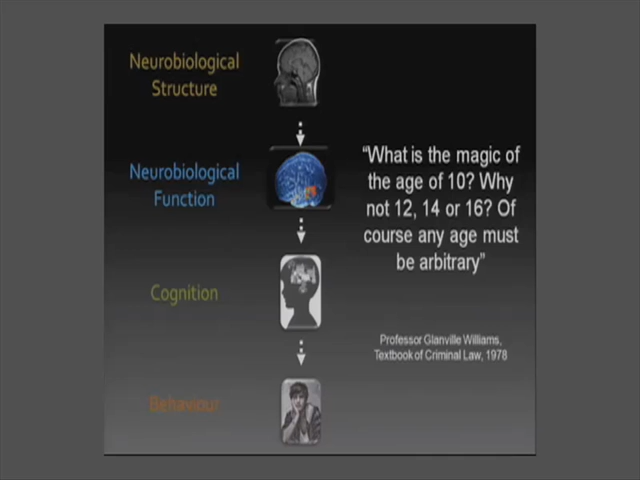 Neurobiological
Structure
Neurobiological
Function
Cognition
Behaviour
“What is the magic of
the age of 10? Why
not 12, 14 or 16? Of
course any age must
be arbitrary”
Professor Glanville Williams,
Textbook of Criminal Law, 1978